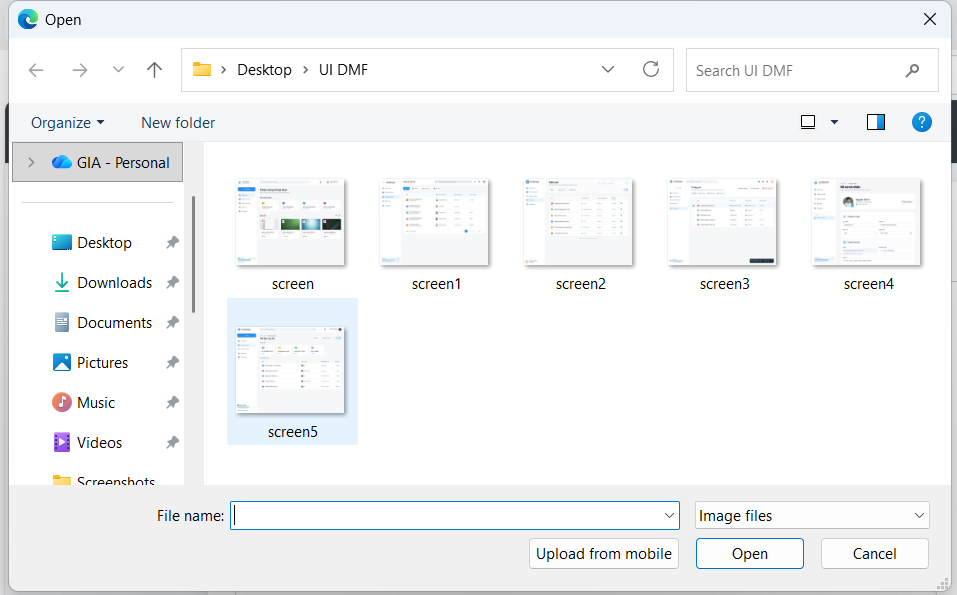 Open
Desktop > UI DMF
Search UI DMF
Organize
New folder
GIA - Personal
Desktop
Downloads
Documents
Pictures
Music
Videos
Screenshots
screen
screen1
screen2
screen3
screen4
screen5
File name:
Image files
Upload from mobile
Open
Cancel